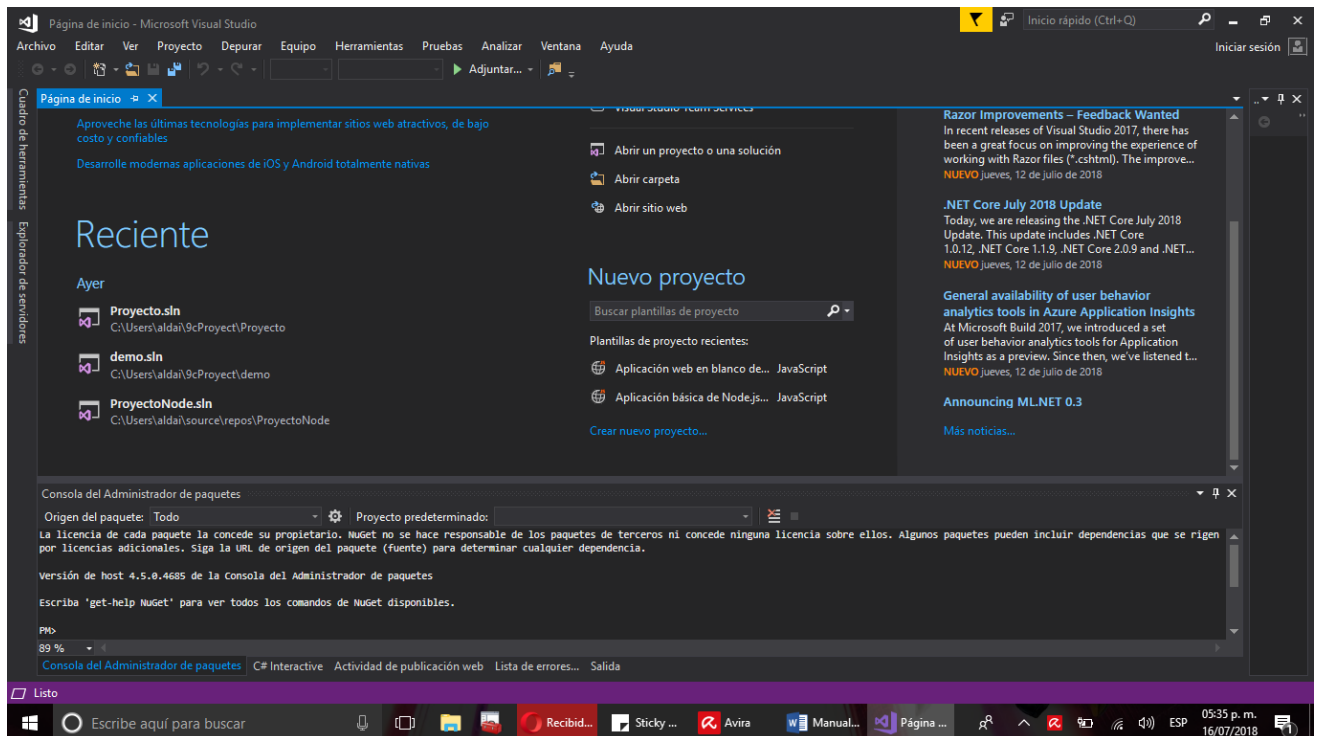 Página de inicio - Microsoft Visual Studio
Inicio rápido (Ctrl+Q)
Archivo Editar Ver Proyecto Depurar Equipo Herramientas Pruebas Analizar Ventana Ayuda
Iniciar sesión
Adjuntar...
Cuadro de herramientas
Explorador de servidores
Página de inicio
Aproveche las últimas tecnologías para implementar sitios web atractivos, de bajo
costo y confiables
Desarrolle modernas aplicaciones de iOS y Android totalmente nativas
Reciente
Ayer
Proyecto.sln
C:\Users\aldai\9cProyect\Proyecto
demo.sln
C:\Users\aldai\9cProyect\demo
ProyectoNode.sln
C:\Users\aldai\source\repos\ProyectoNode
Visual Studio Team Services
Abrir un proyecto o una solución
Abrir carpeta
Abrir sitio web
Nuevo proyecto
Buscar plantillas de proyecto
Plantillas de proyecto recientes:
Aplicación web en blanco de... JavaScript
Aplicación básica de Node.js... JavaScript
Crear nuevo proyecto...
Razor Improvements – Feedback Wanted
In recent releases of Visual Studio 2017, there has
been a great focus on improving the experience of
working with Razor files (*.cshtml). The improve...
NUEVO jueves, 12 de julio de 2018
.NET Core July 2018 Update
Today, we are releasing the .NET Core July 2018
Update. This update includes .NET Core
1.0.12, .NET Core 1.1.9, .NET Core 2.0.9 and .NET...
NUEVO jueves, 12 de julio de 2018
General availability of user behavior
analytics tools in Azure Application Insights
At Microsoft Build 2017, we introduced a set
of user behavior analytics tools for Application
Insights as a preview. Since then, we've listened t...
NUEVO jueves, 12 de julio de 2018
Announcing ML.NET 0.3
Más noticias...
Consola del Administrador de paquetes
Origen del paquete: Todo
Proyecto predeterminado:
La licencia de cada paquete la concede su propietario. NuGet no se hace responsable de los paquetes de terceros ni concede ninguna licencia sobre ellos. Algunos paquetes pueden incluir dependencias que se rigen
por licencias adicionales. Siga la URL de origen del paquete (fuente) para determinar cualquier dependencia.
Versión de host 4.5.0.4685 de la Consola del Administrador de paquetes
Escriba 'get-help NuGet' para ver todos los comandos de NuGet disponibles.
PM>
89 %
Consola del Administrador de paquetes C# Interactive Actividad de publicación web Lista de errores... Salida
Listo
Escribe aquí para buscar
Recibid...
Sticky ...
Avira
Manual...
Página ...
ESP
05:35 p. m.
16/07/2018
1